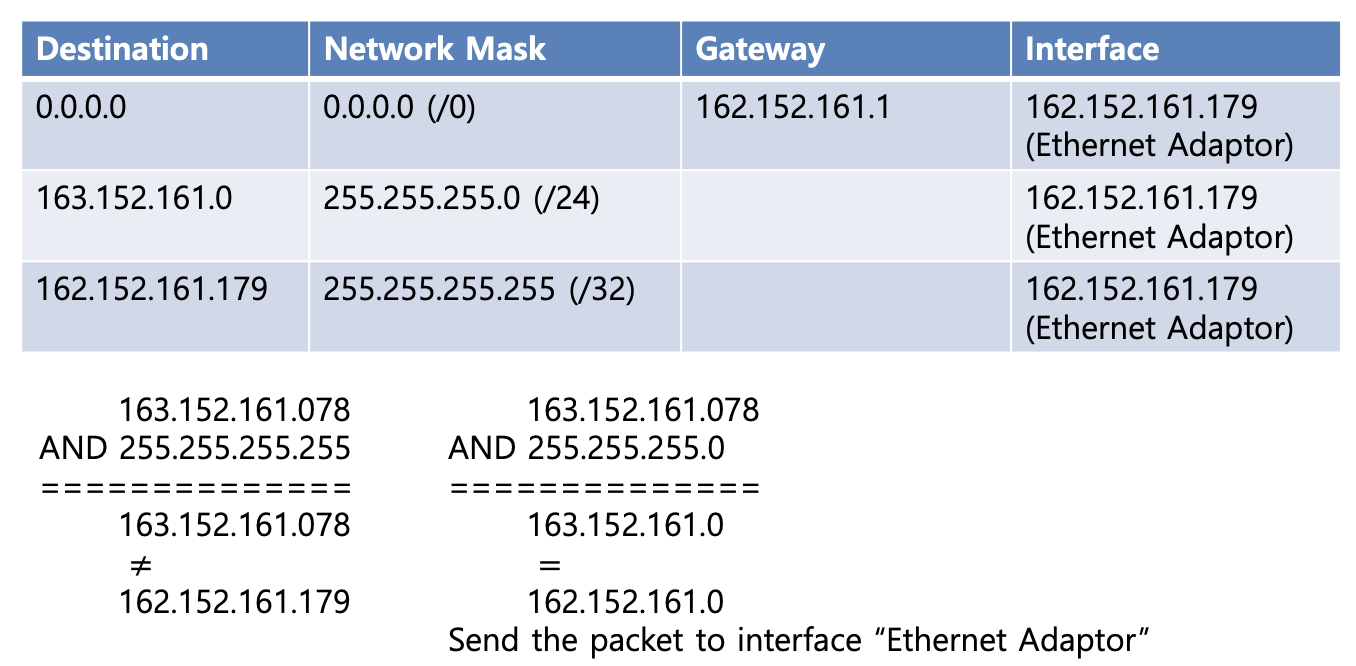 Destination Network Mask Gateway Interface
0.0.0.0 0.0.0.0 (/0) 162.152.161.1 162.152.161.179
(Ethernet Adaptor)
163.152.161.0 255.255.255.0 (/24) 162.152.161.179
(Ethernet Adaptor)
162.152.161.179 255.255.255.255 (/32) 162.152.161.179
(Ethernet Adaptor)
163.152.161.078 163.152.161.078
AND 255.255.255.255 AND 255.255.255.0
============== ==============
163.152.161.078 163.152.161.0
≠ =
162.152.161.179 162.152.161.0
Send the packet to interface “Ethernet Adaptor”